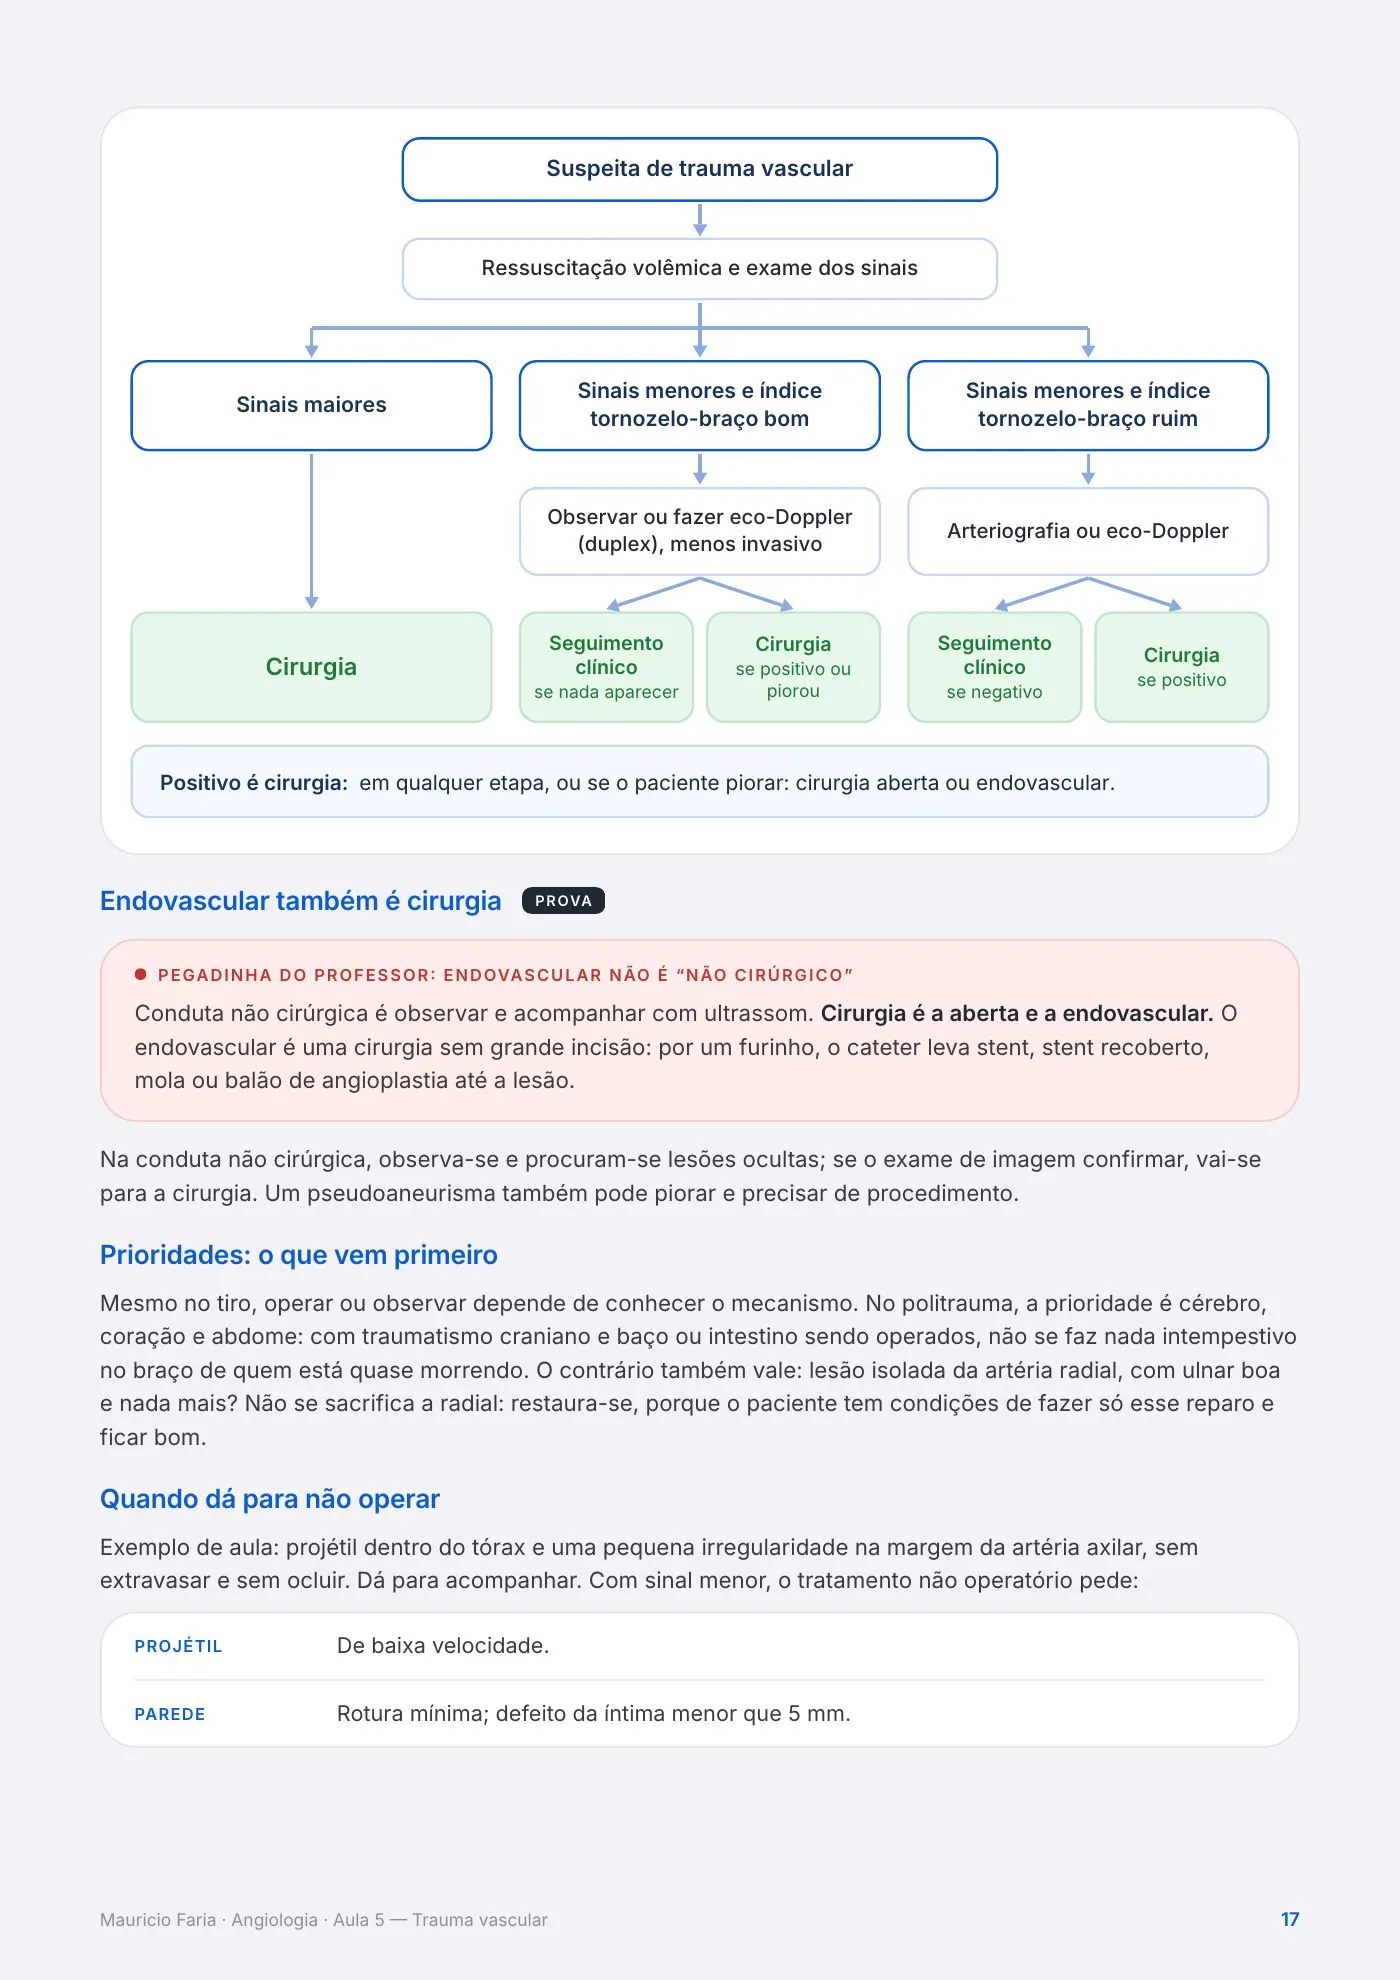 Suspeita de trauma vascular
Ressuscitação volêmica e exame dos sinais
Sinais maiores
Sinais menores e índice
tornozelo-braço bom
Sinais menores e índice
tornozelo-braço ruim
Observar ou fazer eco-Doppler
(duplex), menos invasivo
Arteriografia ou eco-Doppler
Cirurgia
Seguimento
clínico
se nada aparecer
Cirurgia
se positivo ou
piorou
Seguimento
clínico
se negativo
Cirurgia
se positivo
Positivo é cirurgia: em qualquer etapa, ou se o paciente piorar: cirurgia aberta ou endovascular.
Endovascular também é cirurgia PROVA
PEGADINHA DO PROFESSOR: ENDOVASCULAR NÃO É “NÃO CIRÚRGICO”
Conduta não cirúrgica é observar e acompanhar com ultrassom. Cirurgia é a aberta e a endovascular. O
endovascular é uma cirurgia sem grande incisão: por um furinho, o cateter leva stent, stent recoberto,
mola ou balão de angioplastia até a lesão.
Na conduta não cirúrgica, observa-se e procuram-se lesões ocultas; se o exame de imagem confirmar, vai-se
para a cirurgia. Um pseudoaneurisma também pode piorar e precisar de procedimento.
Prioridades: o que vem primeiro
Mesmo no tiro, operar ou observar depende de conhecer o mecanismo. No politrauma, a prioridade é cérebro,
coração e abdome: com traumatismo craniano e baço ou intestino sendo operados, não se faz nada intempestivo
no braço de quem está quase morrendo. O contrário também vale: lesão isolada da artéria radial, com ulnar boa
e nada mais? Não se sacrifica a radial: restaura-se, porque o paciente tem condições de fazer só esse reparo e
ficar bom.
Quando dá para não operar
Exemplo de aula: projétil dentro do tórax e uma pequena irregularidade na margem da artéria axilar, sem
extravasar e sem ocluir. Dá para acompanhar. Com sinal menor, o tratamento não operatório pede:
PROJÉTIL De baixa velocidade.
PAREDE Rotura mínima; defeito da íntima menor que 5 mm.
Mauricio Faria · Angiologia · Aula 5 — Trauma vascular 17